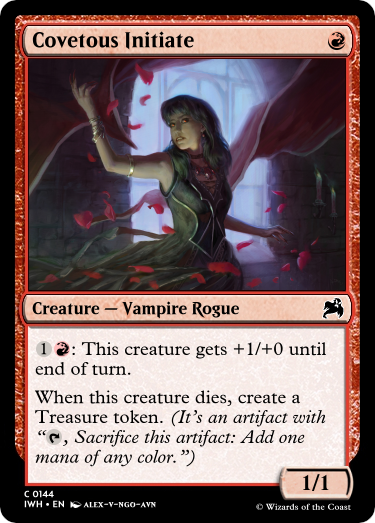 Covetous Initiate
Creature — Vampire Rogue
1 R: This creature gets +1/+0 until
end of turn.
When this creature dies, create a
Treasure token. (It's an artifact with
“T, Sacrifice this artifact: Add one
mana of any color.”)
1/1
C 0144
IWH • EN ALEX-V-NGO-AVN
© Wizards of the Coast